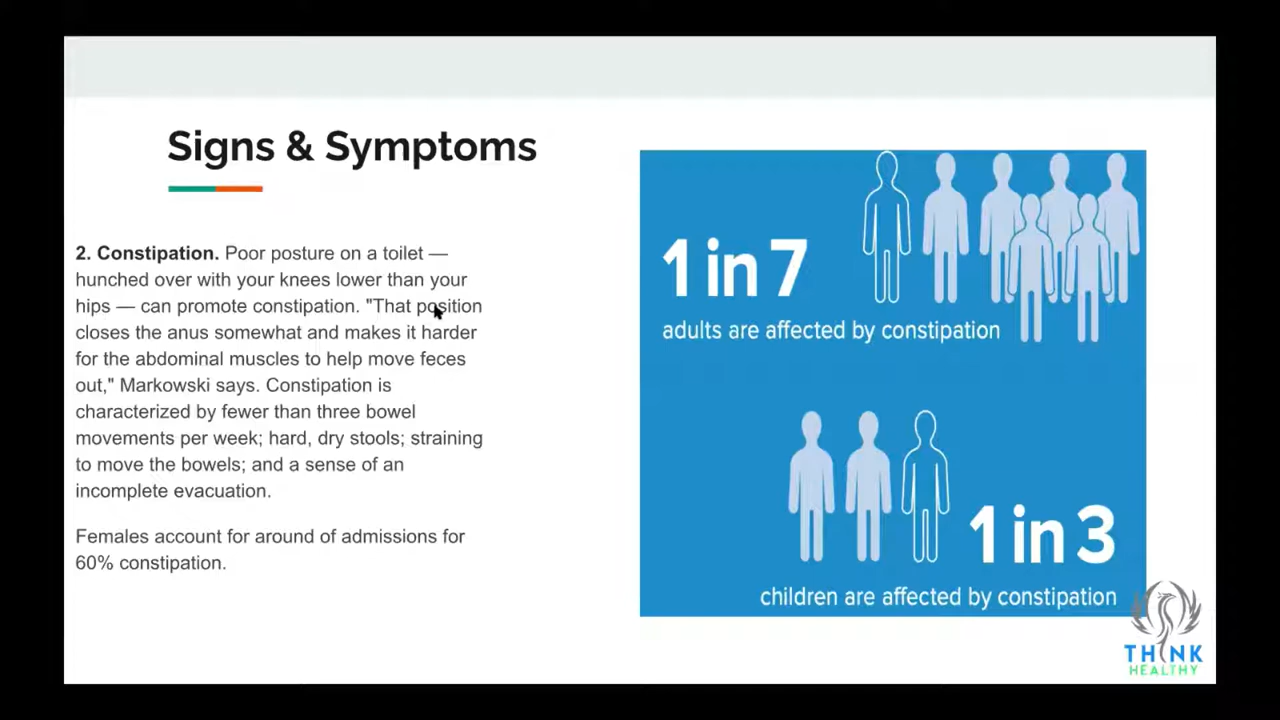 Signs & Symptoms
2. Constipation. Poor posture on a toilet —
hunched over with your knees lower than your
hips — can promote constipation. "That position
closes the anus somewhat and makes it harder
for the abdominal muscles to help move feces
out," Markowski says. Constipation is
characterized by fewer than three bowel
movements per week; hard, dry stools; straining
to move the bowels; and a sense of an
incomplete evacuation.
Females account for around of admissions for
60% constipation.
1 in 7
adults are affected by constipation
1 in 3
children are affected by constipation
THINK
HEALTHY